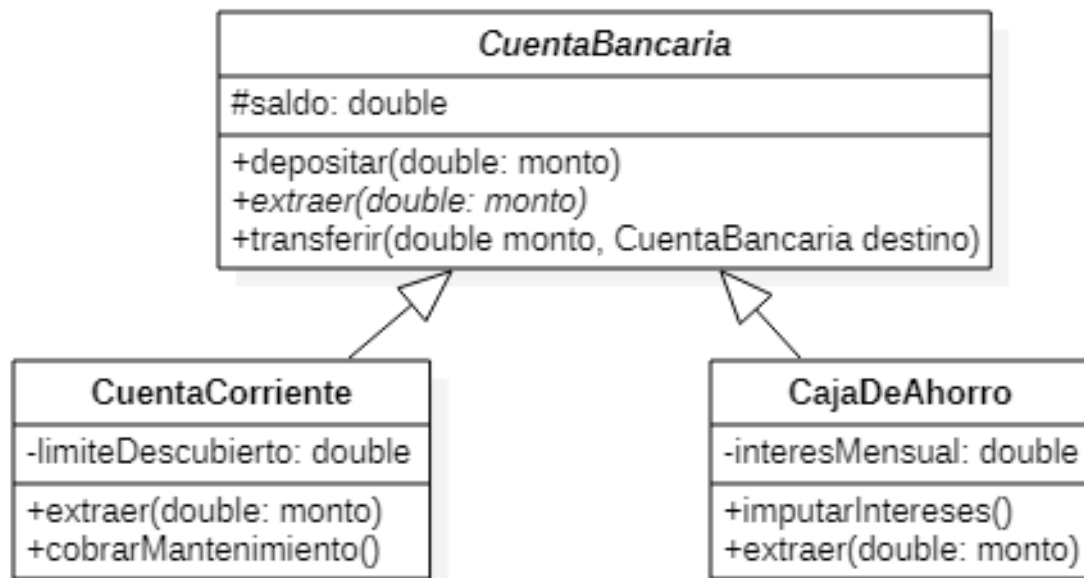 CuentaBancaria
#saldo: double
+depositar(double: monto)
+extraer(double: monto)
+transferir(double monto, CuentaBancaria destino)
CuentaCorriente
-limiteDescubierto: double
+extraer(double: monto)
+cobrarMantenimiento()
CajaDeAhorro
-interesMensual: double
+imputarIntereses()
+extraer(double: monto)